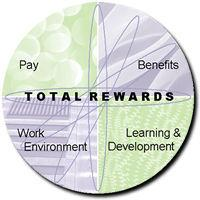 Pay
Benefits
TOTAL REWARDS
Work
Environment
Learning &
Development